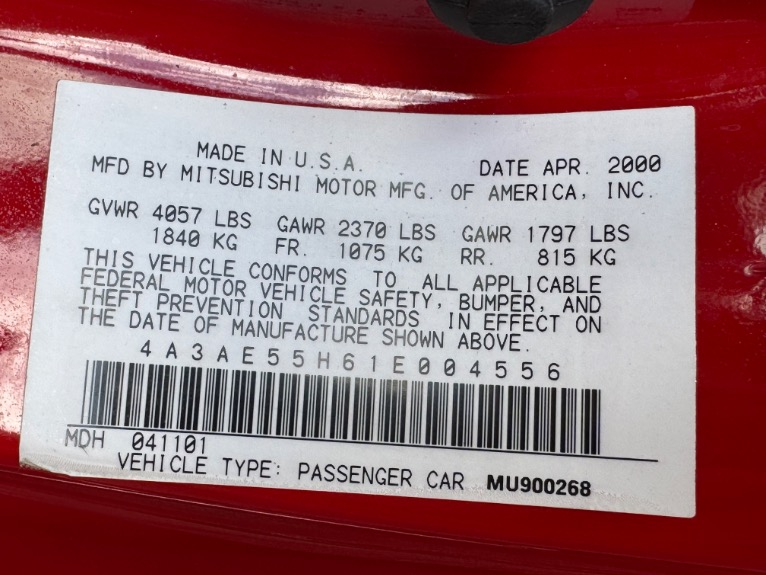 MADE IN U.S.A. DATE APR. 2000
MFD BY MITSUBISHI MOTOR MFG. OF AMERICA, INC.
GVWR 4057 LBS GAWR 2370 LBS GAWR 1797 LBS
1840 KG FR. 1075 KG RR. 815 KG
THIS VEHICLE CONFORMS TO ALL APPLICABLE
FEDERAL MOTOR VEHICLE SAFETY, BUMPER, AND
THEFT PREVENTION STANDARDS IN EFFECT ON
THE DATE OF MANUFACTURE SHOWN ABOVE.
4A3AE55H61E004556
MDH 041101
VEHICLE TYPE: PASSENGER CAR MU900268